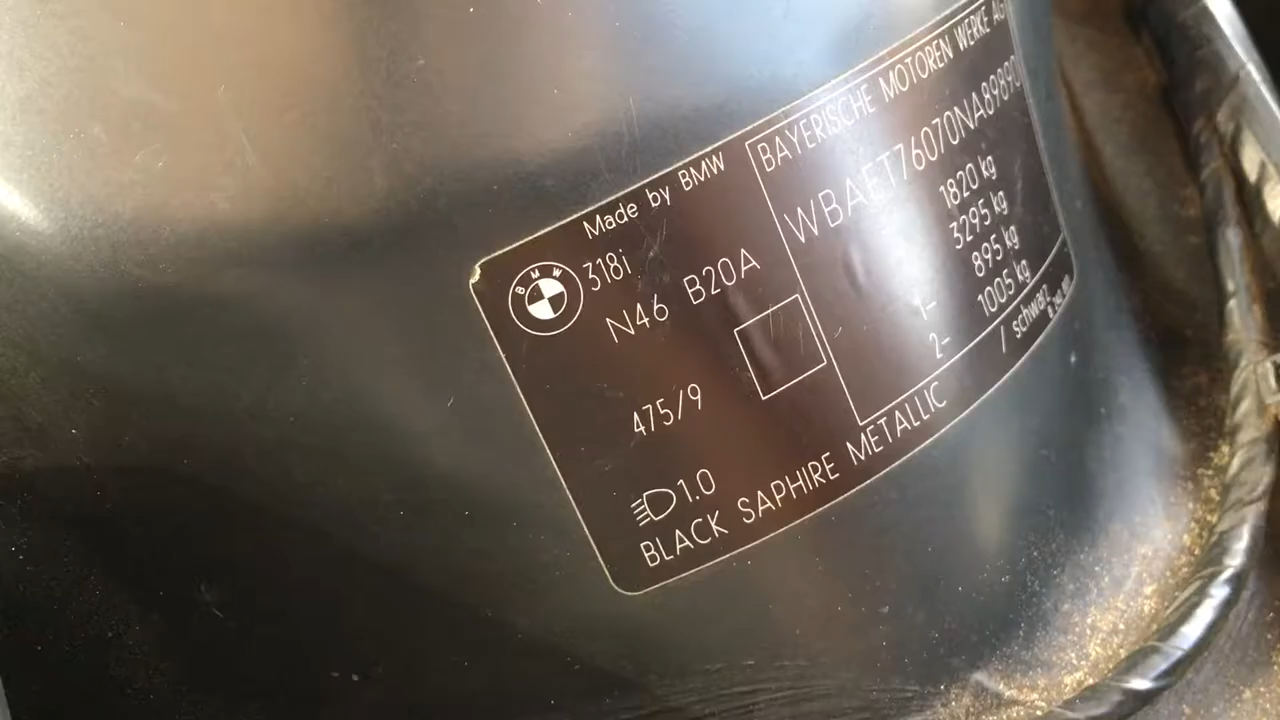 Made by BMW
BMW
318i
N46 B20A
475/9
1.0
BLACK SAPHIRE METALLIC / schwarz
BAYERISCHE MOTOREN WERKE AG
WBAET76070NA89890
1820 kg
3295 kg
1- 895 kg
2- 1005 kg